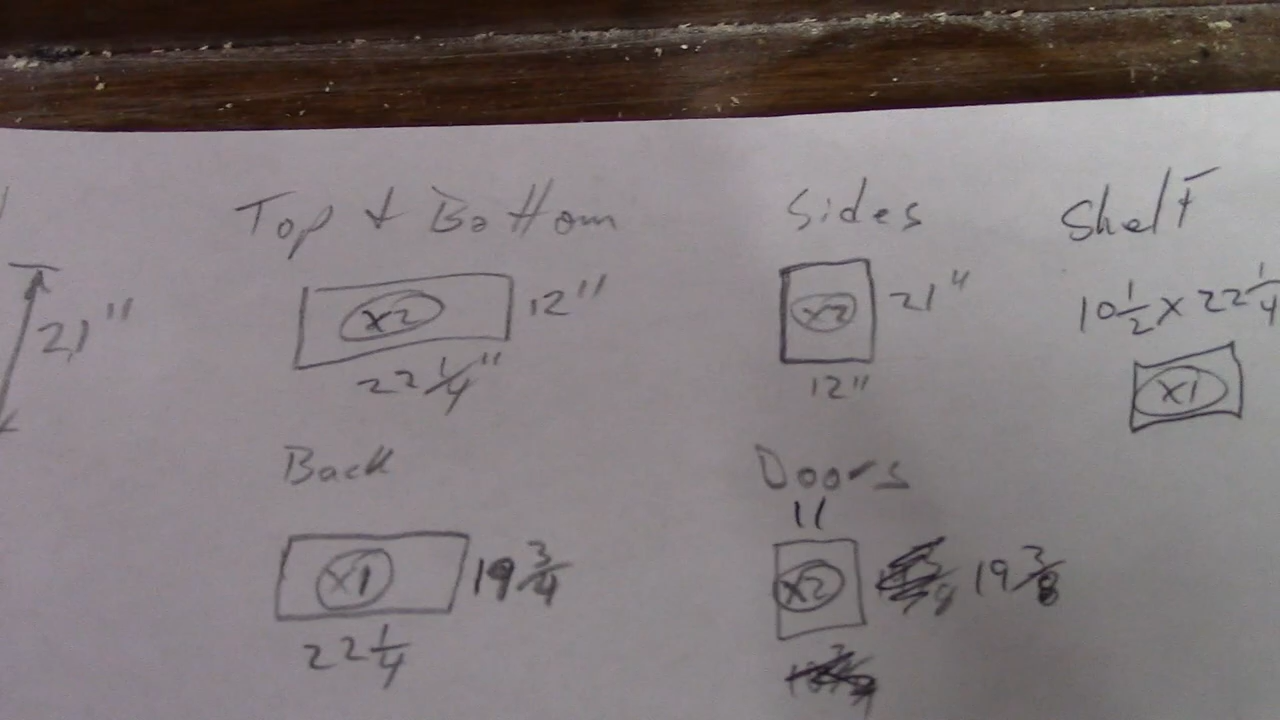 Top + Bottom
Sides
Shelf
21"
x2
12"
22 1/4"
x2
21"
12"
10 1/2 x 22 1/4
x1
Back
Doors
11
x1
19 3/4
22 1/4
x2
19 3/8